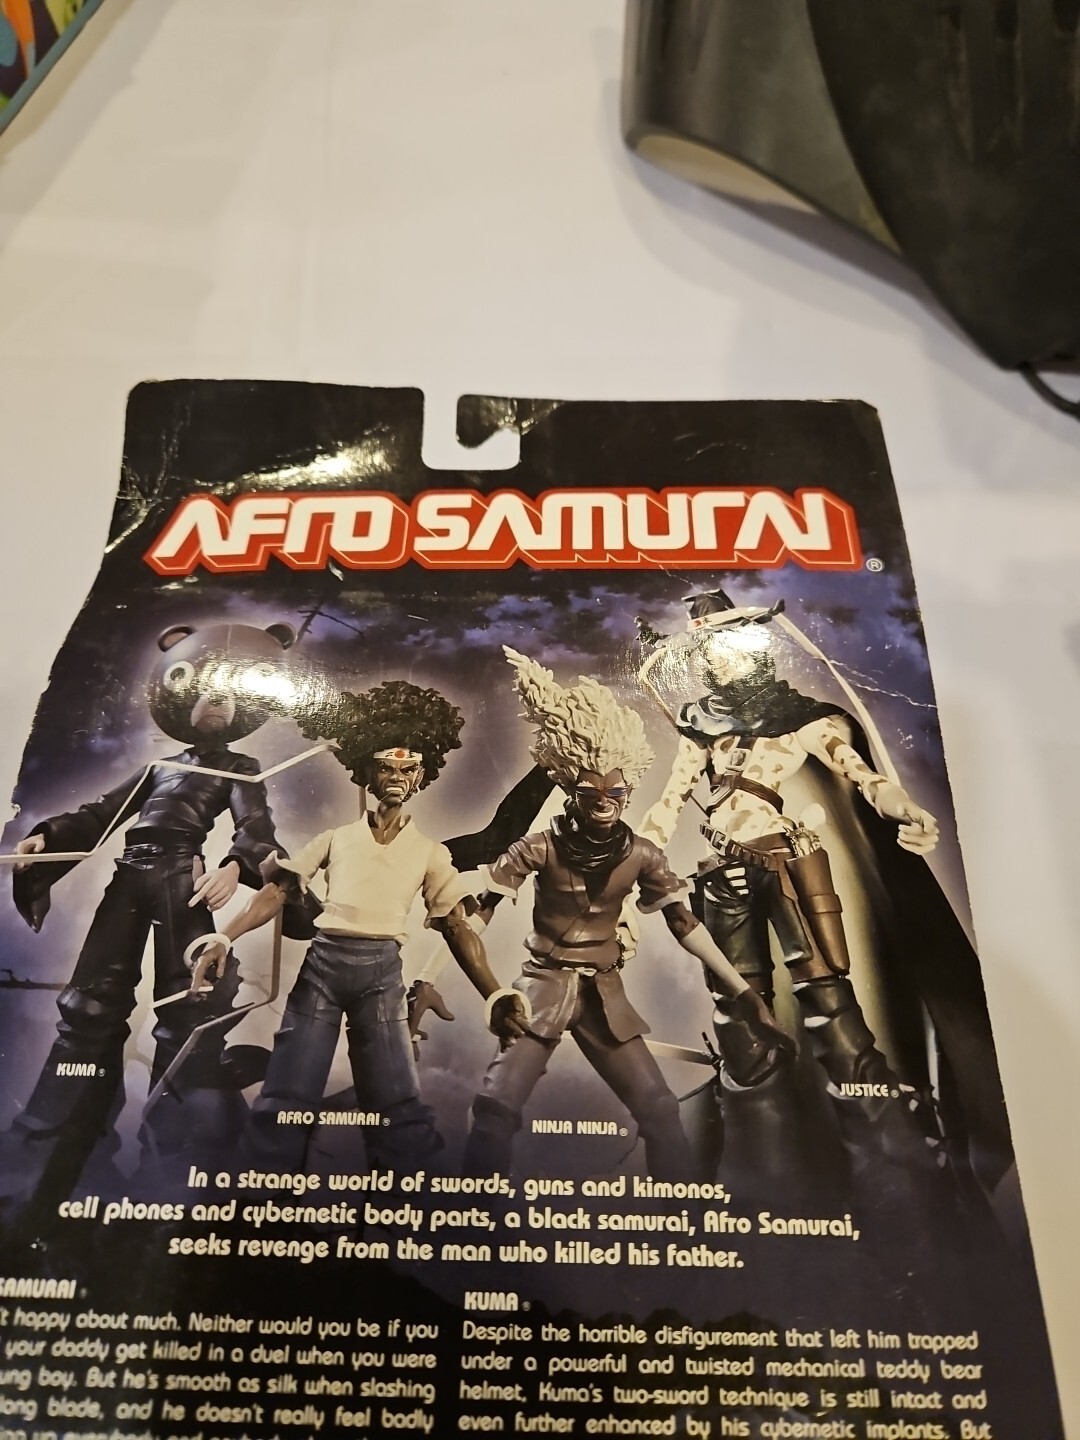 AFRO SAMURAI ®
KUMA ®
AFRO SAMURAI ®
NINJA NINJA ®
JUSTICE ®
In a strange world of swords, guns and kimonos,
cell phones and cybernetic body parts, a black samurai, Afro Samurai,
seeks revenge from the man who killed his father.
SAMURAI ®
't happy about much. Neither would you be if you
your daddy get killed in a duel when you were
ung boy. But he's smooth as silk when slashing
long blade, and he doesn't really feel badly
up everybody and
KUMA ®
Despite the horrible disfigurement that left him trapped
under a powerful and twisted mechanical teddy bear
helmet, Kuma's two-sword technique is still intact and
even further enhanced by his cybernetic implants. But